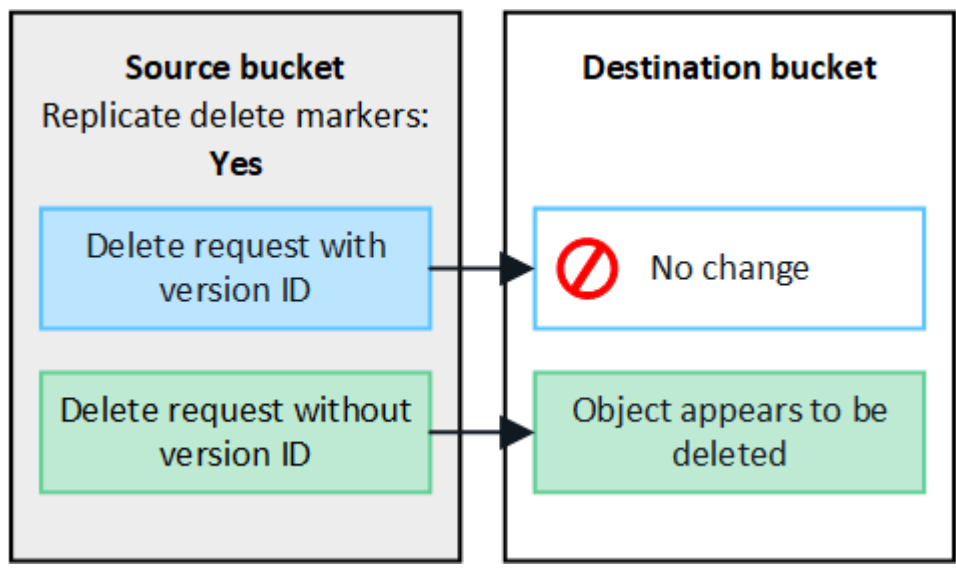 Source bucket
Replicate delete markers:
Yes
Delete request with
version ID
Delete request without
version ID
Destination bucket
No change
Object appears to be
deleted